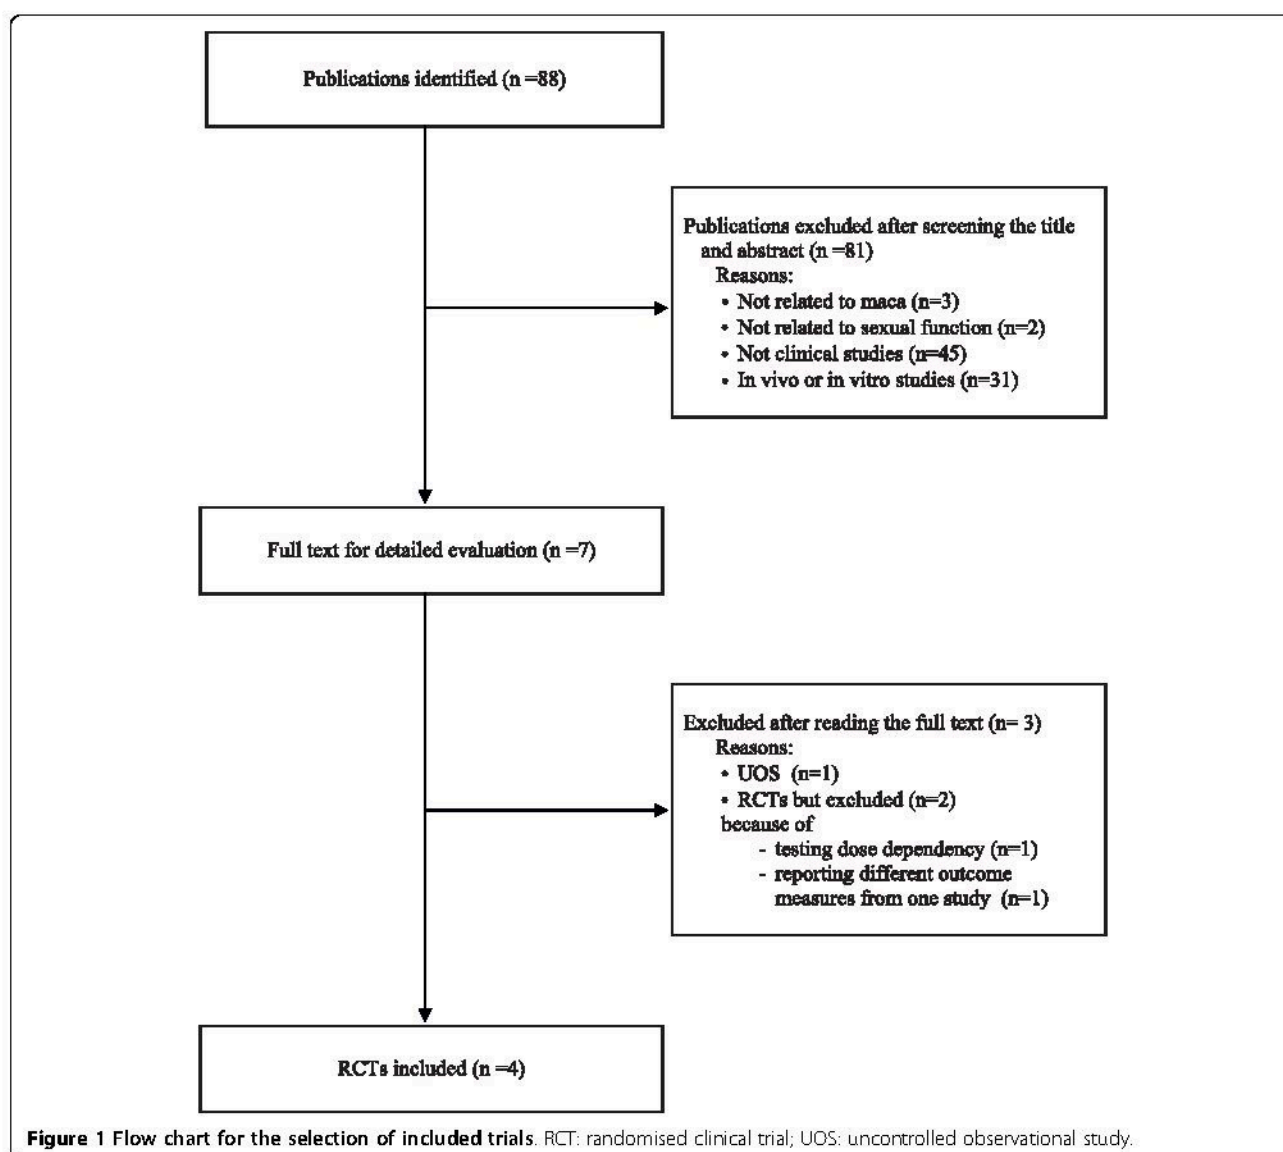 Publications identified (n =88)
Publications excluded after screening the title
and abstract (n =81)
Reasons:
• Not related to maca (n=3)
• Not related to sexual function (n=2)
• Not clinical studies (n=45)
• In vivo or in vitro studies (n=31)
Full text for detailed evaluation (n =7)
Excluded after reading the full text (n= 3)
Reasons:
• UOS (n=1)
• RCTs but excluded (n=2)
because of
- testing dose dependency (n=1)
- reporting different outcome
measures from one study (n=1)
RCTs included (n =4)
Figure 1 Flow chart for the selection of included trials. RCT: randomised clinical trial; UOS: uncontrolled observational study.